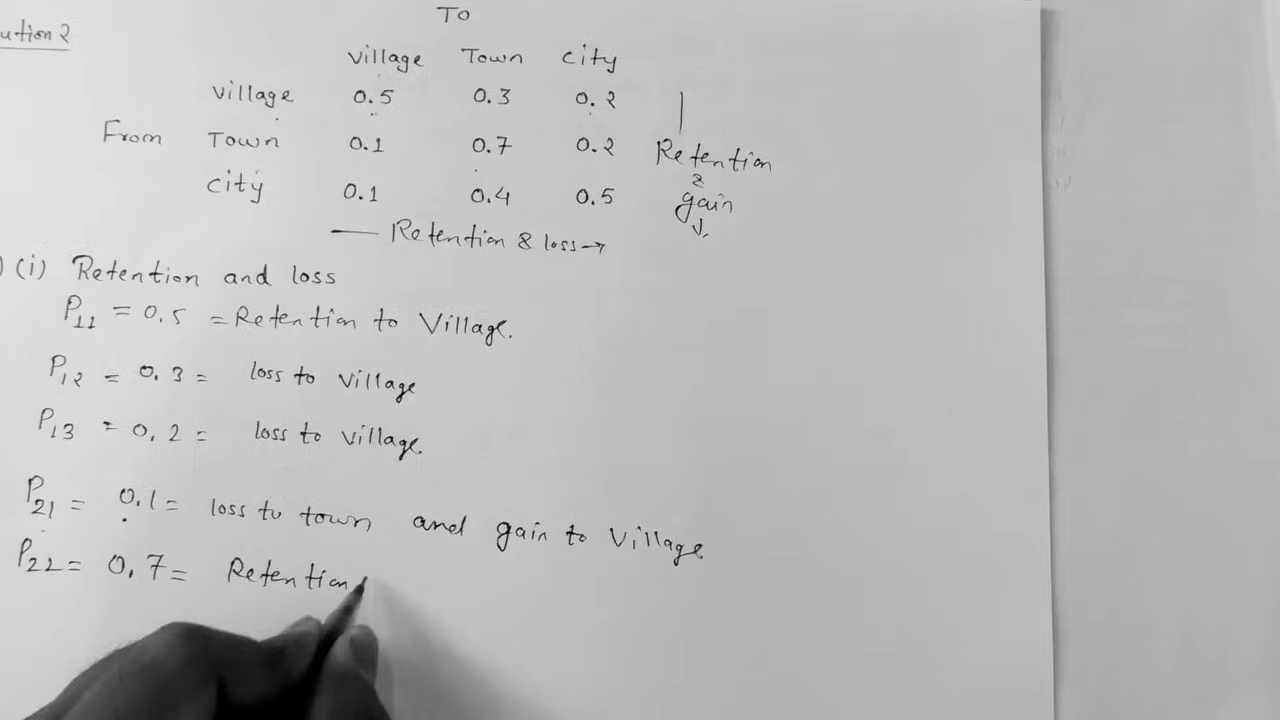 ution 2
To
village Town city
village 0.5 0.3 0.2
From Town 0.1 0.7 0.2
city 0.1 0.4 0.5
Retention
&
gain
Retention & loss
) (i) Retention and loss
P11 = 0.5 = Retention to Village.
P12 = 0.3 = loss to village
P13 = 0.2 = loss to village.
P21 = 0.1 = loss to town and gain to Village
P22 = 0.7 = Retention